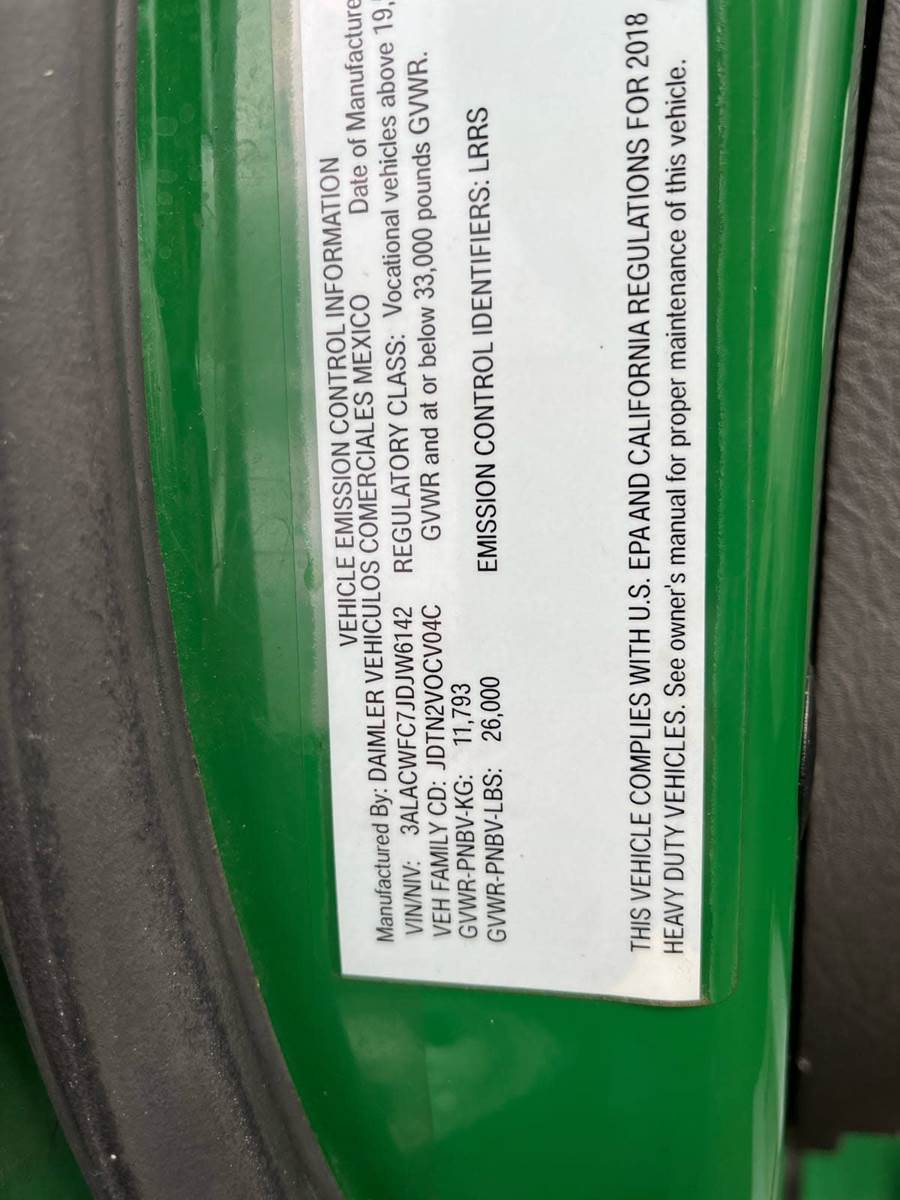 VEHICLE EMISSION CONTROL INFORMATION
Manufactured By: DAIMLER VEHICULOS COMERCIALES MEXICO Date of Manufacture
VIN/NIV: 3ALACWFC7JDJW6142 REGULATORY CLASS: Vocational vehicles above 19,
VEH FAMILY CD: JDTN2VOCV04C GVWR and at or below 33,000 pounds GVWR.
GVWR-PNBV-KG: 11,793
GVWR-PNBV-LBS: 26,000 EMISSION CONTROL IDENTIFIERS: LRRS
THIS VEHICLE COMPLIES WITH U.S. EPA AND CALIFORNIA REGULATIONS FOR 2018
HEAVY DUTY VEHICLES. See owner's manual for proper maintenance of this vehicle.